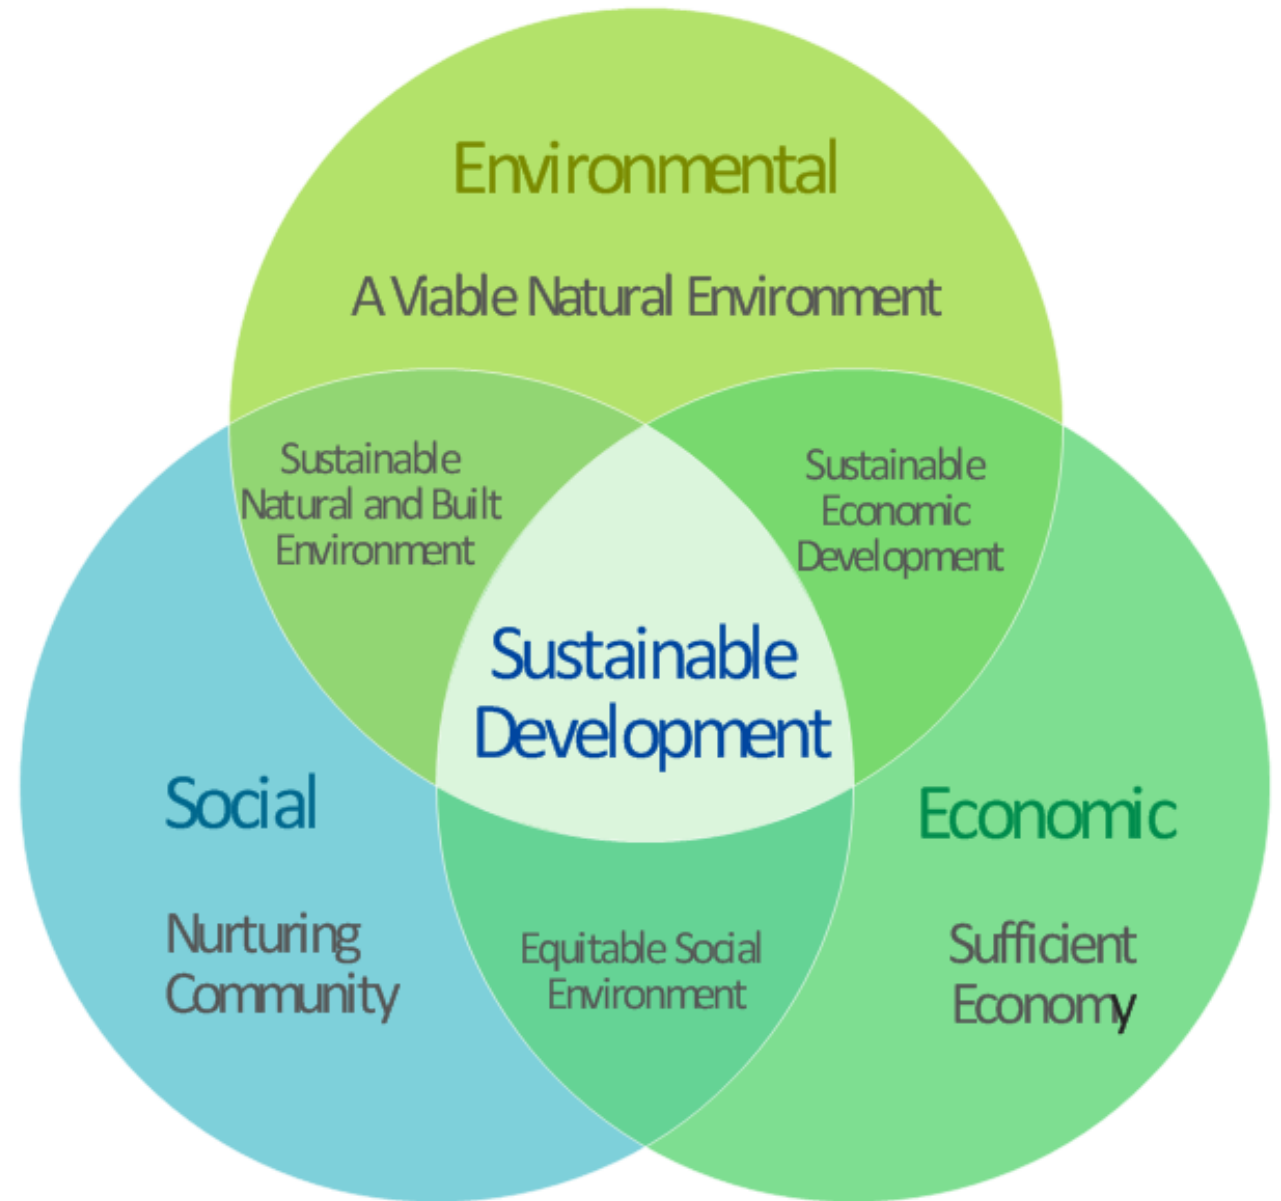 Environmental
A Viable Natural Environment
Sustainable
Natural and Built
Environment
Sustainable
Economic
Development
Sustainable
Development
Social
Nurturing
Community
Economic
Sufficient
Economy
Equitable Social
Environment